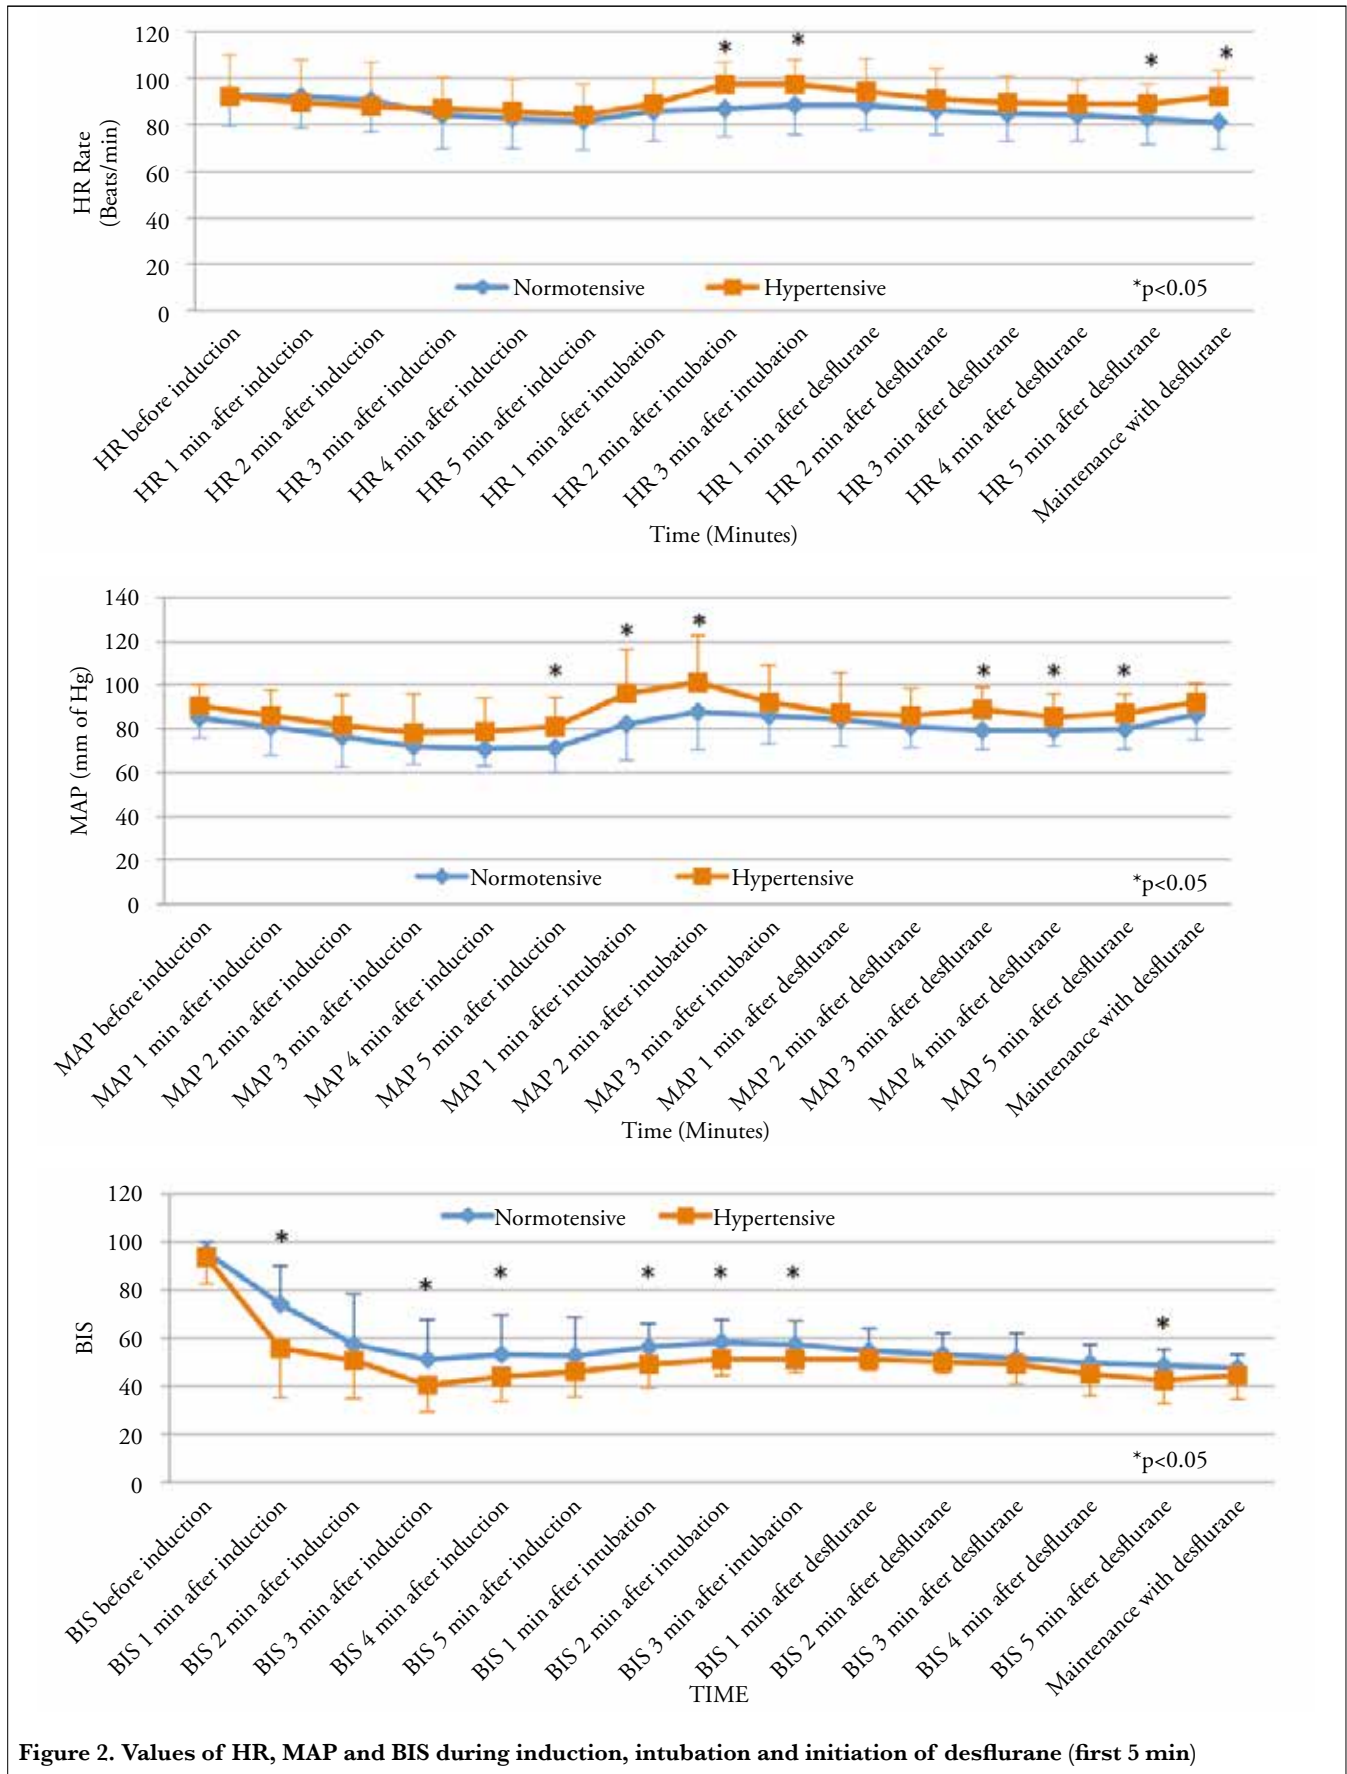 120
100
80
60
40
20
0
HR Rate
(Beats/min)
* * * *
Normotensive Hypertensive *p<0.05
HR before induction
HR 1 min after induction
HR 2 min after induction
HR 3 min after induction
HR 4 min after induction
HR 5 min after induction
HR 1 min after intubation
HR 2 min after intubation
HR 3 min after intubation
HR 1 min after desflurane
HR 2 min after desflurane
HR 3 min after desflurane
HR 4 min after desflurane
HR 5 min after desflurane
Maintenance with desflurane
Time (Minutes)
140
120
100
80
60
40
20
0
MAP (mm of Hg)
* * * * * *
Normotensive Hypertensive *p<0.05
MAP before induction
MAP 1 min after induction
MAP 2 min after induction
MAP 3 min after induction
MAP 4 min after induction
MAP 5 min after induction
MAP 1 min after intubation
MAP 2 min after intubation
MAP 3 min after intubation
MAP 1 min after desflurane
MAP 2 min after desflurane
MAP 3 min after desflurane
MAP 4 min after desflurane
MAP 5 min after desflurane
Maintenance with desflurane
Time (Minutes)
120
100
80
60
40
20
0
BIS
Normotensive Hypertensive
* * * * * * *
*p<0.05
BIS before induction
BIS 1 min after induction
BIS 2 min after induction
BIS 3 min after induction
BIS 4 min after induction
BIS 5 min after induction
BIS 1 min after intubation
BIS 2 min after intubation
BIS 3 min after intubation
BIS 1 min after desflurane
BIS 2 min after desflurane
BIS 3 min after desflurane
BIS 4 min after desflurane
BIS 5 min after desflurane
Maintenance with desflurane
TIME
Figure 2. Values of HR, MAP and BIS during induction, intubation and initiation of desflurane (first 5 min)